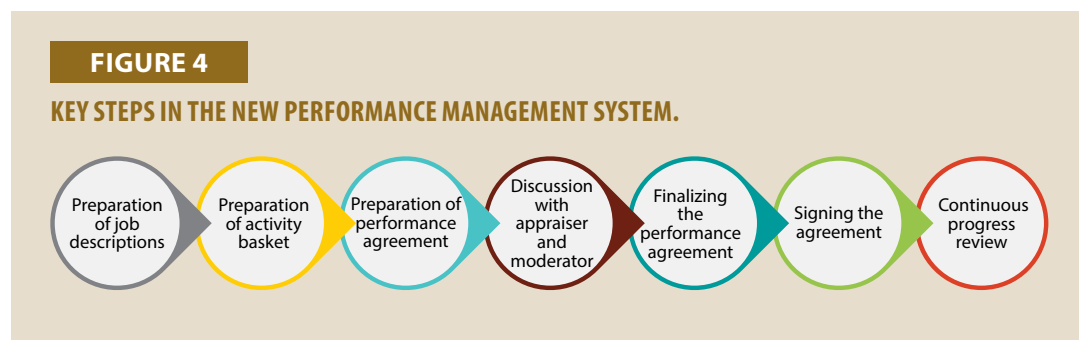 FIGURE 4
KEY STEPS IN THE NEW PERFORMANCE MANAGEMENT SYSTEM.
Preparation
of job
descriptions
Preparation
of activity
basket
Preparation of
performance
agreement
Discussion
with
appraiser
and
moderator
Finalizing
the
performance
agreement
Signing the
agreement
Continuous
progress
review